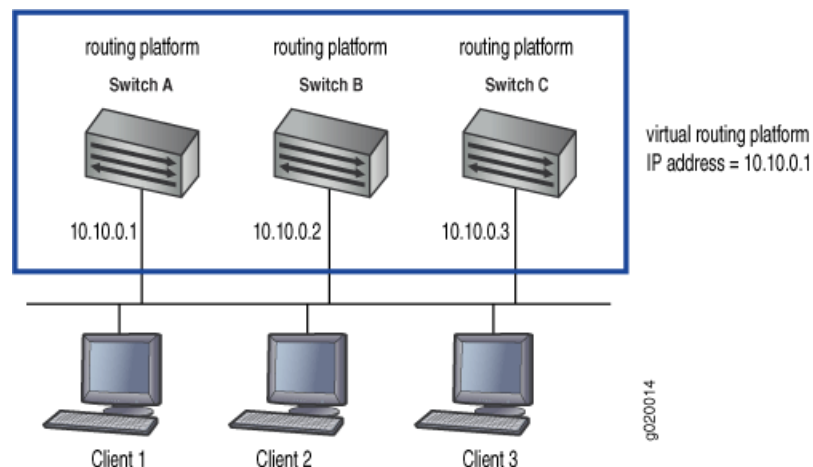 routing platform
routing platform
routing platform
Switch A
Switch B
Switch C
virtual routing platform
IP address = 10.10.0.1
10.10.0.1
10.10.0.2
10.10.0.3
Client 1
Client 2
Client 3
g020014